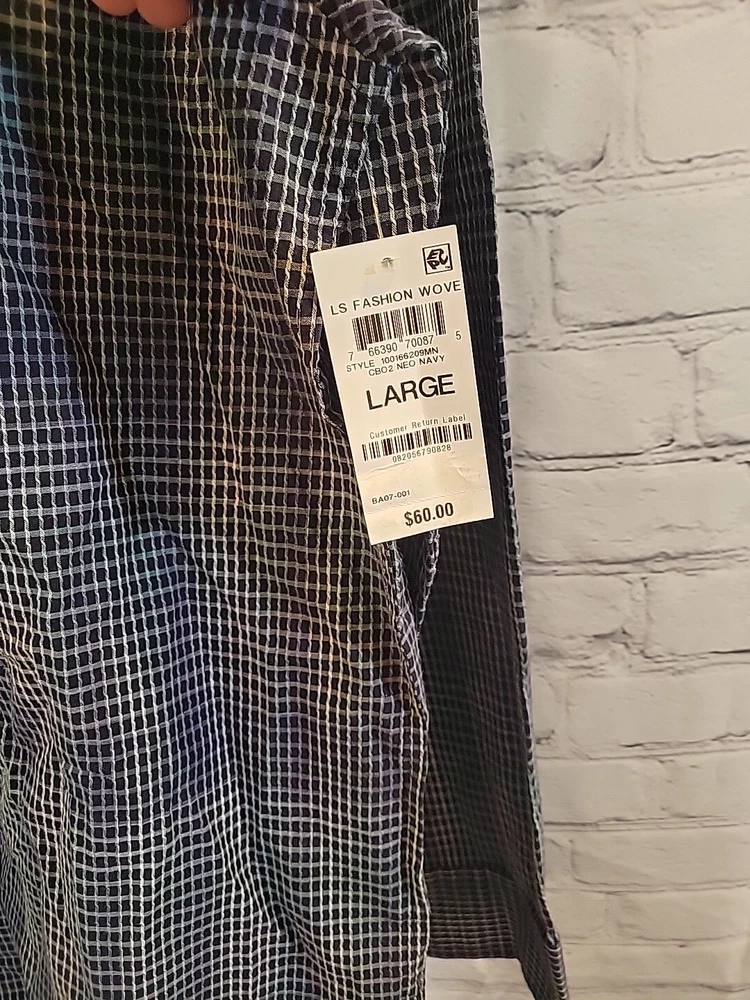 LS FASHION WOVE
7 66390 70087 5
STYLE 100166209MN
CB02 NEO NAVY
LARGE
Customer Return Label
082056790828
BA07-001
$60.00